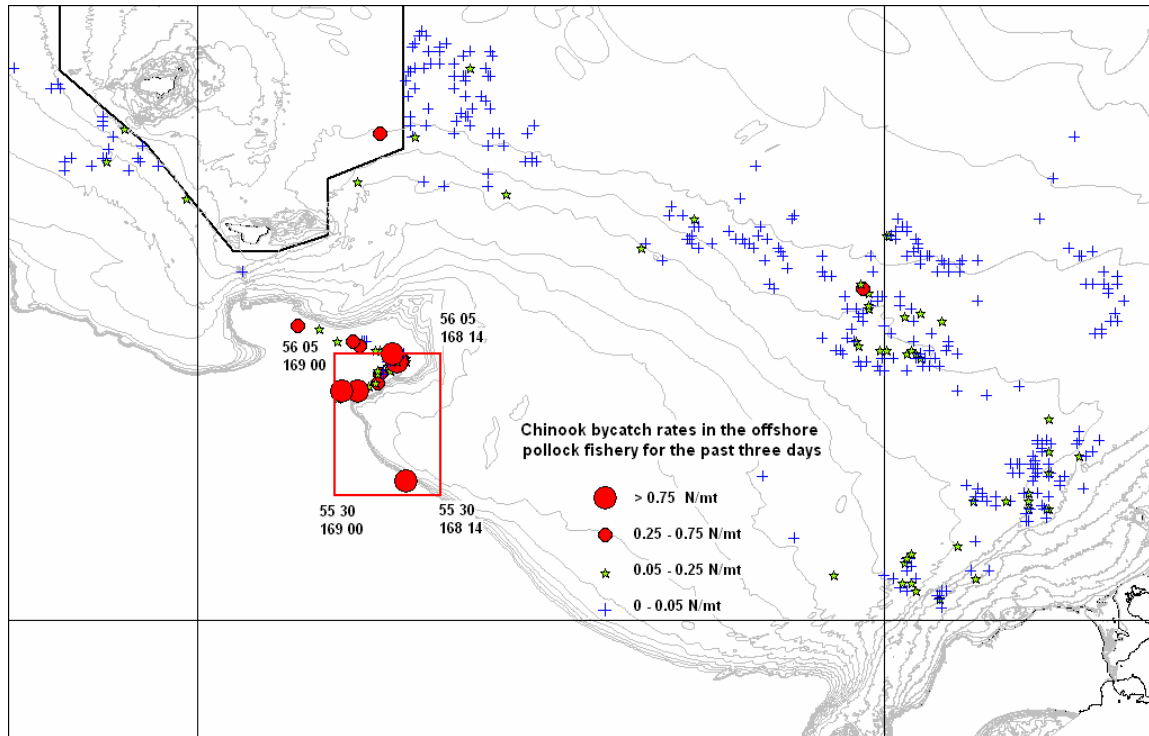 56 05
168 14
56 05
169 00
Chinook bycatch rates in the offshore
pollock fishery for the past three days
> 0.75 N/mt
55 30
169 00
55 30
168 14
0.25 - 0.75 N/mt
0.05 - 0.25 N/mt
0 - 0.05 N/mt